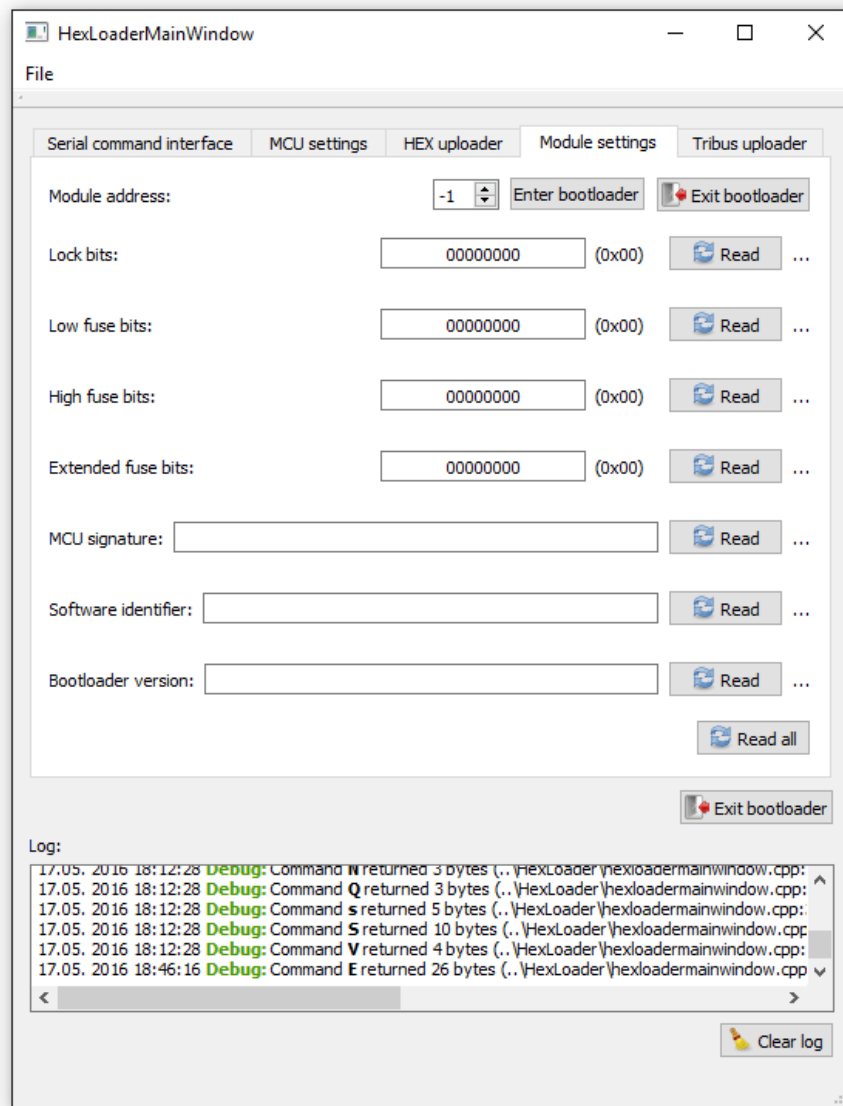 HexLoaderMainWindow
File
Serial command interface MCU settings HEX uploader Module settings Tribus uploader
Module address: -1 Enter bootloader Exit bootloader
Lock bits: 00000000 (0x00) Read ...
Low fuse bits: 00000000 (0x00) Read ...
High fuse bits: 00000000 (0x00) Read ...
Extended fuse bits: 00000000 (0x00) Read ...
MCU signature: Read ...
Software identifier: Read ...
Bootloader version: Read ...
Read all
Exit bootloader
Log:
17.05. 2016 18:12:28 Debug: Command N returned 3 bytes (..\HexLoader\hexloadermainwindow.cpp:
17.05. 2016 18:12:28 Debug: Command Q returned 3 bytes (..\HexLoader\hexloadermainwindow.cpp:
17.05. 2016 18:12:28 Debug: Command s returned 5 bytes (..\HexLoader\hexloadermainwindow.cpp:
17.05. 2016 18:12:28 Debug: Command S returned 10 bytes (..\HexLoader\hexloadermainwindow.cpp
17.05. 2016 18:12:28 Debug: Command V returned 4 bytes (..\HexLoader\hexloadermainwindow.cpp:
17.05. 2016 18:46:16 Debug: Command E returned 26 bytes (..\HexLoader\hexloadermainwindow.cpp
Clear log